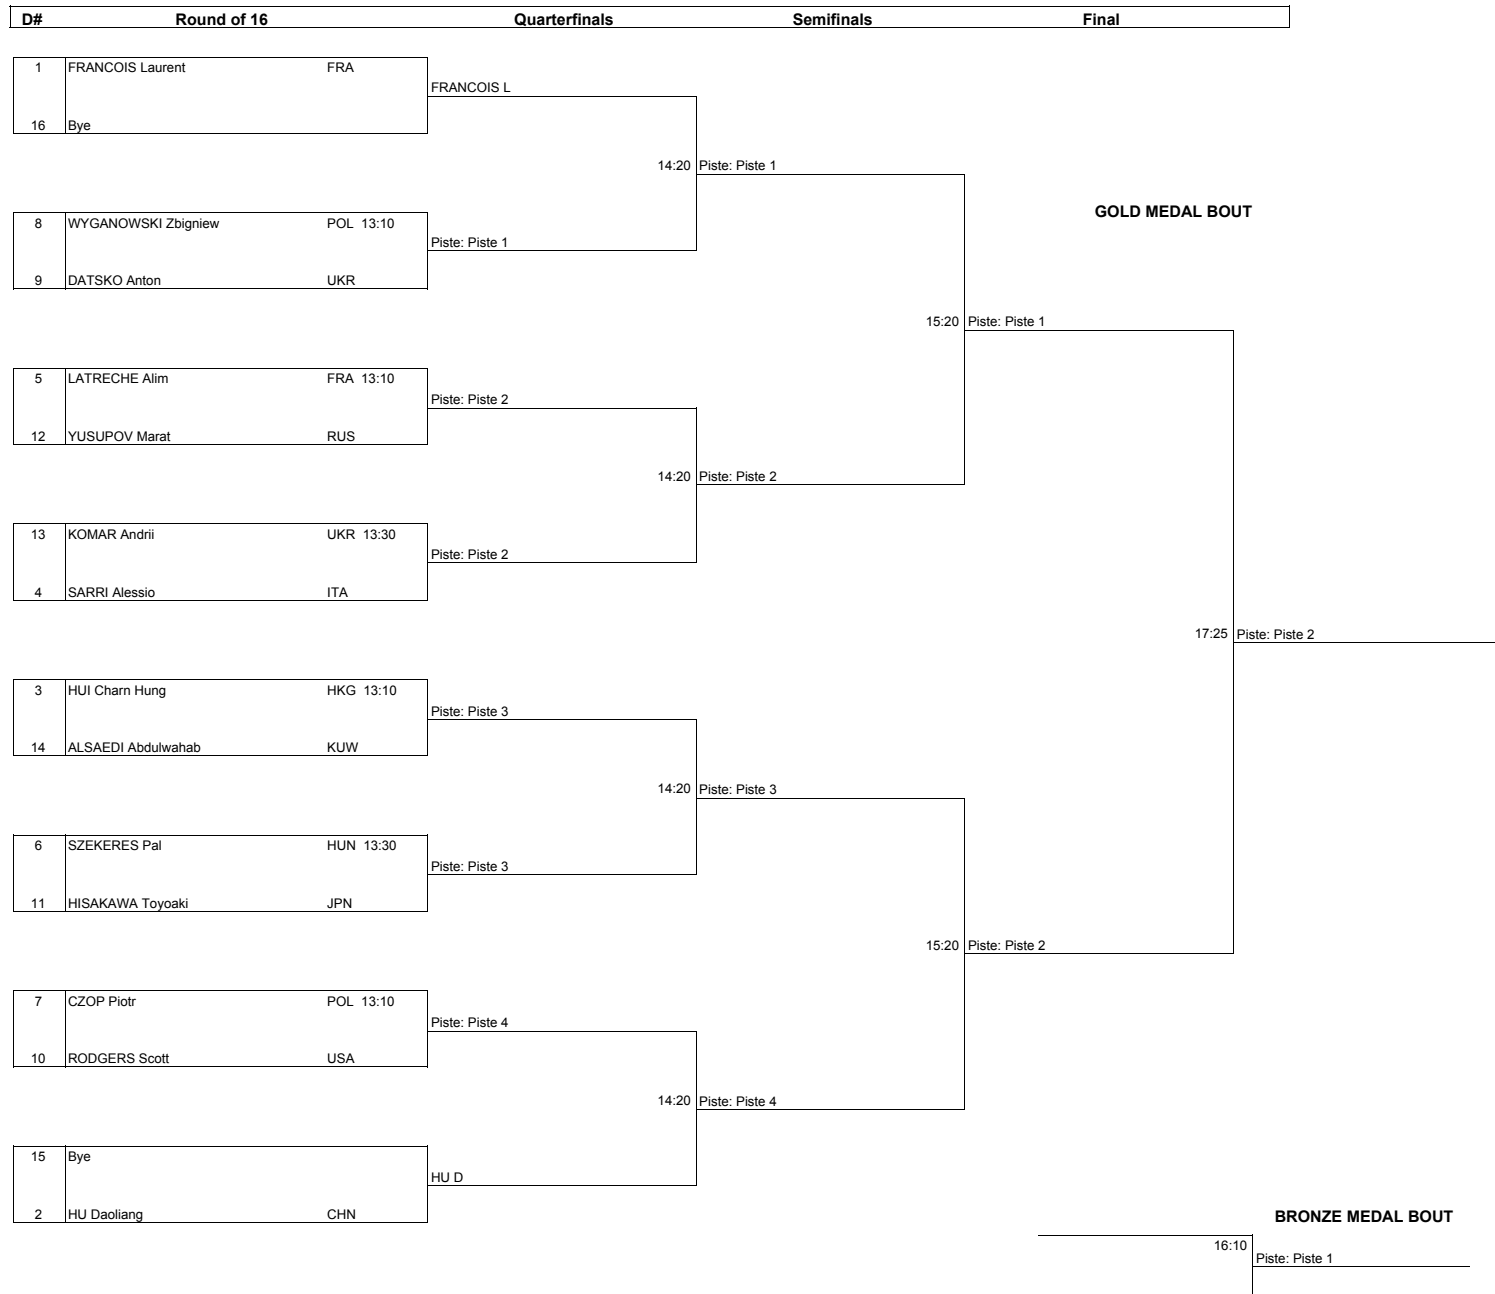 D# Round of 16 Quarterfinals Semifinals Final
1 FRANCOIS Laurent FRA
FRANCOIS L
16 Bye
14:20 Piste: Piste 1
GOLD MEDAL BOUT
8 WYGANOWSKI Zbigniew POL 13:10
Piste: Piste 1
9 DATSKO Anton UKR
15:20 Piste: Piste 1
5 LATRECHE Alim FRA 13:10
Piste: Piste 2
12 YUSUPOV Marat RUS
14:20 Piste: Piste 2
13 KOMAR Andrii UKR 13:30
Piste: Piste 2
4 SARRI Alessio ITA
17:25 Piste: Piste 2
3 HUI Charn Hung HKG 13:10
Piste: Piste 3
14 ALSAEDI Abdulwahab KUW
14:20 Piste: Piste 3
6 SZEKERES Pal HUN 13:30
Piste: Piste 3
11 HISAKAWA Toyoaki JPN
15:20 Piste: Piste 2
7 CZOP Piotr POL 13:10
Piste: Piste 4
10 RODGERS Scott USA
14:20 Piste: Piste 4
15 Bye
HU D
2 HU Daoliang CHN
BRONZE MEDAL BOUT
16:10 Piste: Piste 1